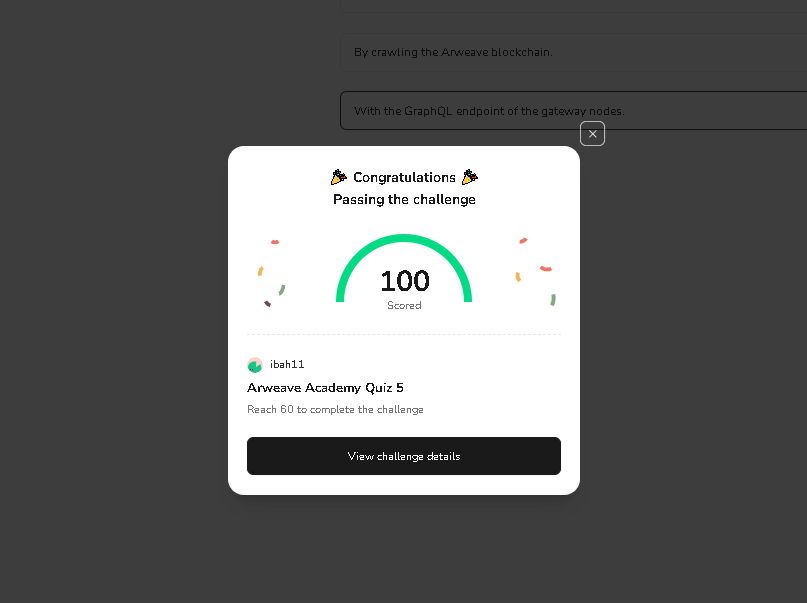 By crawling the Arweave blockchain.
With the GraphQL endpoint of the gateway nodes.
Congratulations
Passing the challenge
100
Scored
ibah11
Arweave Academy Quiz 5
Reach 60 to complete the challenge
View challenge details